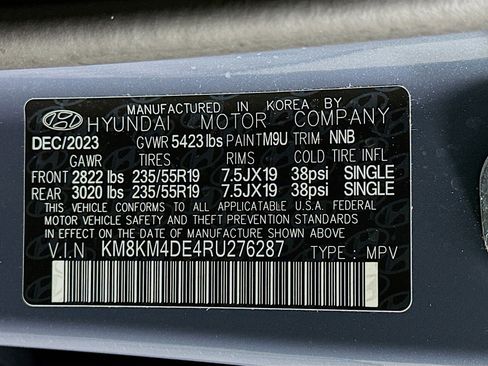 MANUFACTURED IN KOREA BY
HYUNDAI MOTOR COMPANY
DEC/2023 GVWR 5423 lbs PAINT M9U TRIM NNB
GAWR TIRES RIMS COLD TIRE INFL
FRONT 2822 lbs 235/55R19 7.5JX19 38psi SINGLE
REAR 3020 lbs 235/55R19 7.5JX19 38psi SINGLE
THIS VEHICLE CONFORMS TO ALL APPLICABLE U.S.A. FEDERAL
MOTOR VEHICLE SAFETY, BUMPER, AND THEFT PREVENTION STANDARDS
IN EFFECT ON THE DATE OF MANUFACTURE SHOWN ABOVE.
V.I.N KM8KM4DE4RU276287 TYPE : MPV